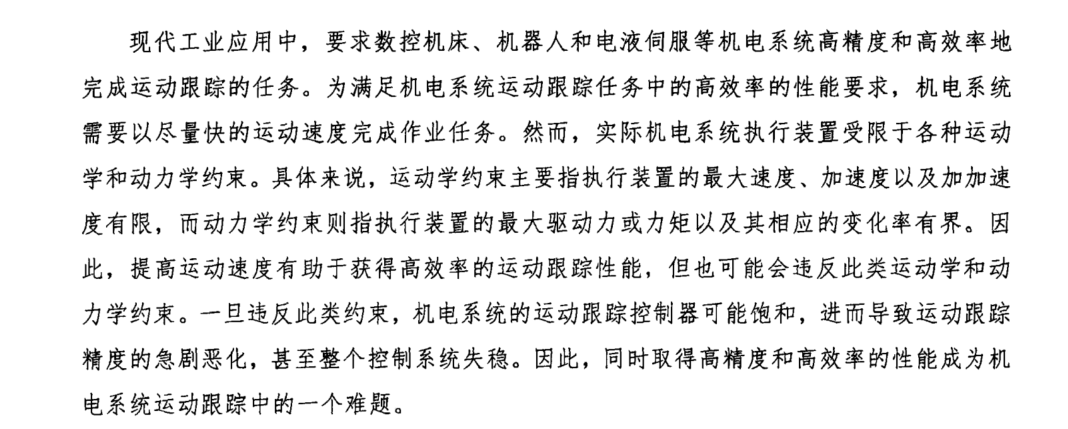 现代工业应用中，要求数控机床、机器人和电液伺服等机电系统高精度和高效率地
完成运动跟踪的任务。为满足机电系统运动跟踪任务中的高效率的性能要求，机电系统
需要以尽量快的运动速度完成作业任务。然而，实际机电系统执行装置受限于各种运动
学和动力学约束。具体来说，运动学约束主要指执行装置的最大速度、加速度以及加加速
度有限，而动力学约束则指执行装置的最大驱动力或力矩以及其相应的变化率有界。因
此，提高运动速度有助于获得高效率的运动跟踪性能，但也可能会违反此类运动学和动
力学约束。一旦违反此类约束，机电系统的运动跟踪控制器可能饱和，进而导致运动跟踪
精度的急剧恶化，甚至整个控制系统失稳。因此，同时取得高精度和高效率的性能成为机
电系统运动跟踪中的一个难题。